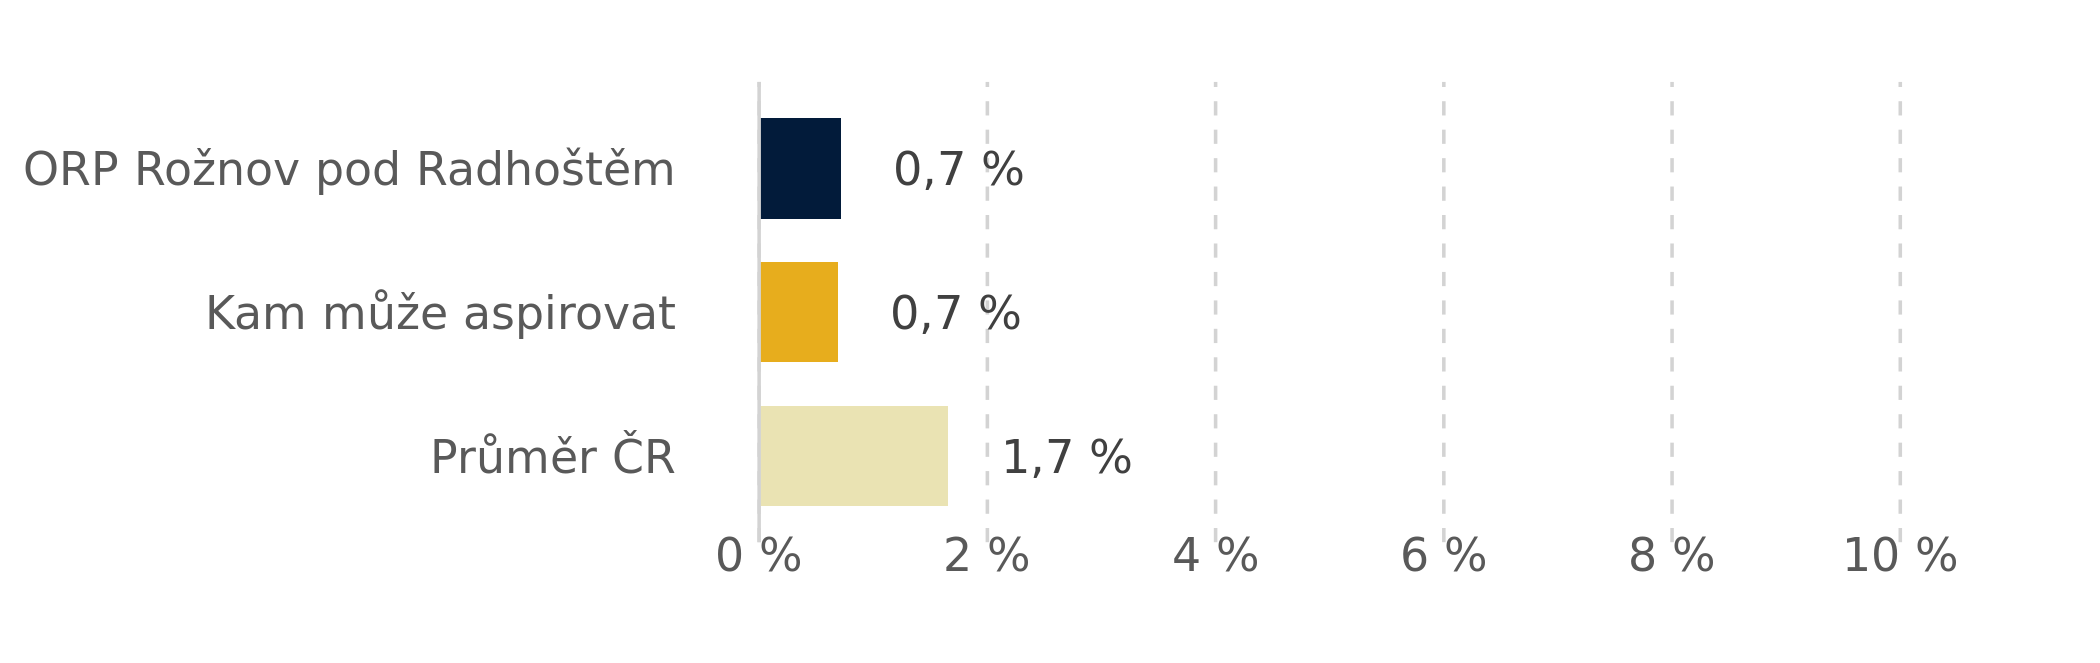 ORP Rožnov pod Radhoštěm 0,7 %
Kam může aspirovat 0,7 %
Průměr ČR 1,7 %
0 % 2 % 4 % 6 % 8 % 10 %